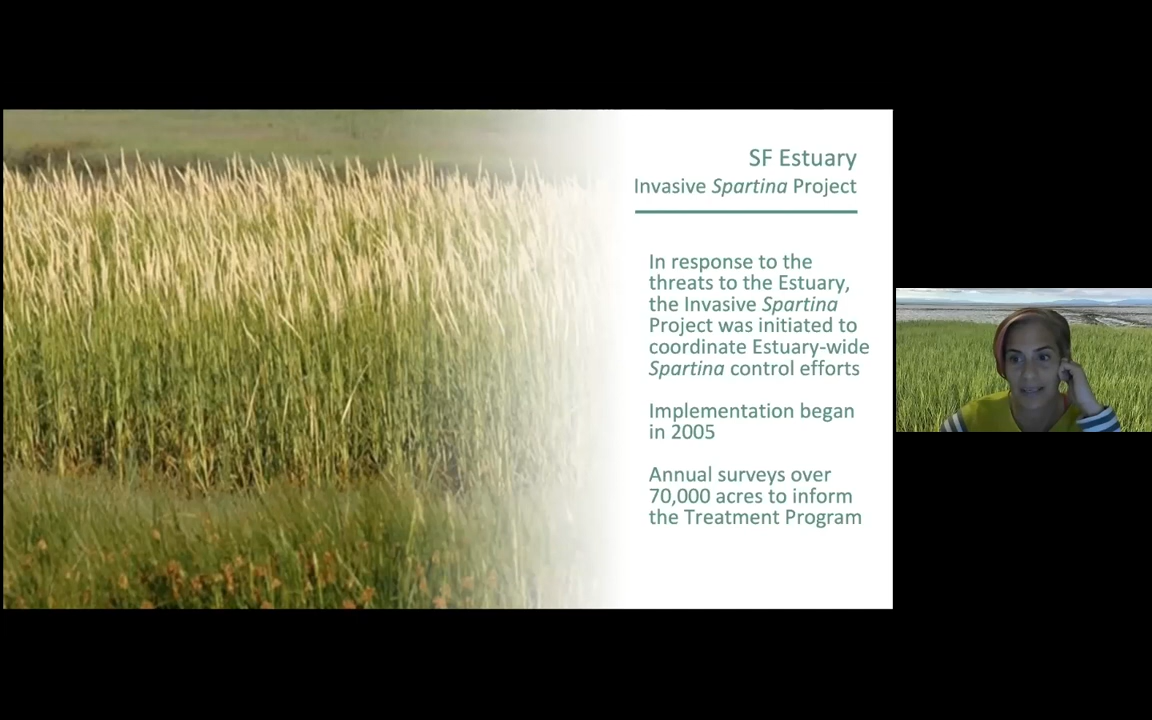 SF Estuary
Invasive Spartina Project
In response to the
threats to the Estuary,
the Invasive Spartina
Project was initiated to
coordinate Estuary-wide
Spartina control efforts
Implementation began
in 2005
Annual surveys over
70,000 acres to inform
the Treatment Program